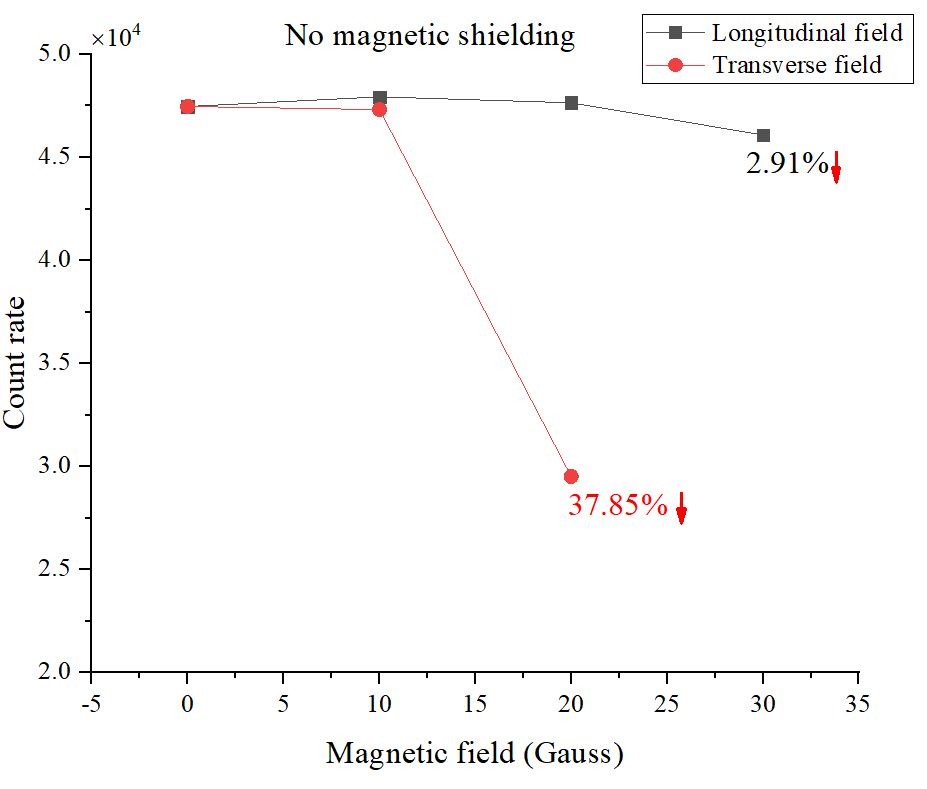 No magnetic shielding
Longitudinal field
Transverse field
×10⁴
5.0
4.5
4.0
3.5
3.0
2.5
2.0
Count rate
2.91%
37.85%
-5 0 5 10 15 20 25 30 35
Magnetic field (Gauss)